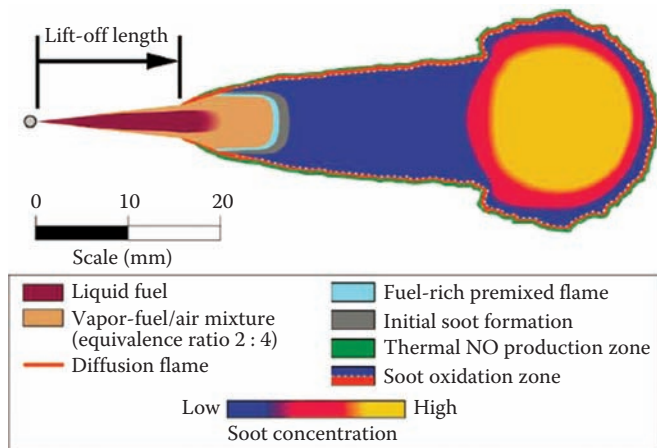 Lift-off length
0 10 20
Scale (mm)
Liquid fuel
Vapor-fuel/air mixture
(equivalence ratio 2 : 4)
Diffusion flame
Fuel-rich premixed flame
Initial soot formation
Thermal NO production zone
Soot oxidation zone
Low High
Soot concentration